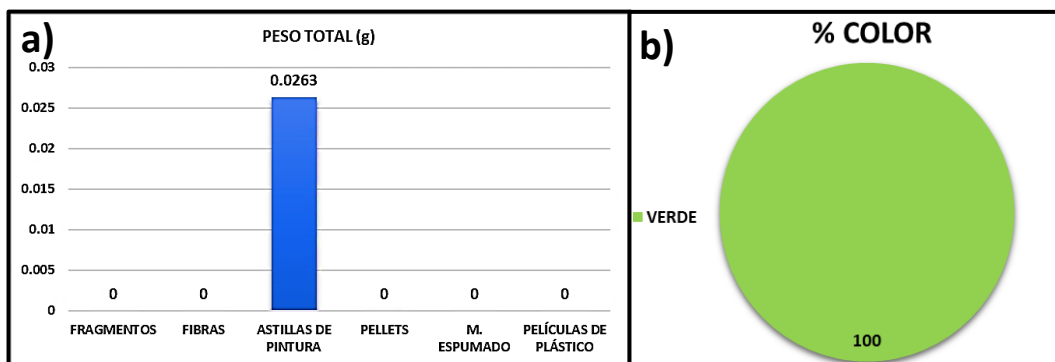 a)
PESO TOTAL (g)
0.03
0.025
0.02
0.015
0.01
0.005
0
0
0
0.0263
0
0
0
FRAGMENTOS
FIBRAS
ASTILLAS DE
PINTURA
PELLETS
M.
ESPUMADO
PELÍCULAS DE
PLÁSTICO
b)
% COLOR
VERDE
100